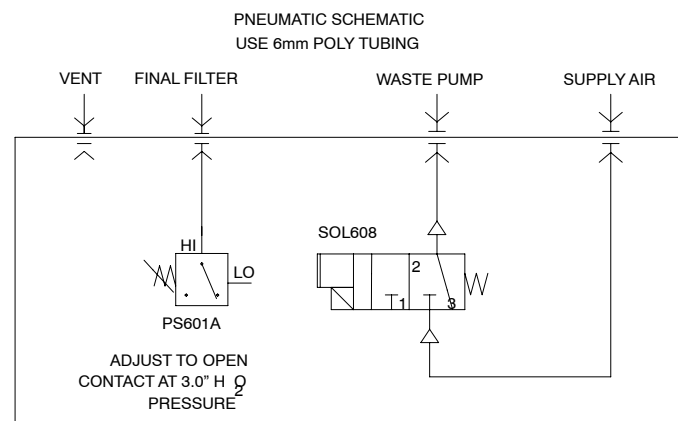 PNEUMATIC SCHEMATIC
USE 6mm POLY TUBING
VENT FINAL FILTER WASTE PUMP SUPPLY AIR
SOL608
HI
LO
2
1 3
PS601A
ADJUST TO OPEN
CONTACT AT 3.0" H2O
PRESSURE